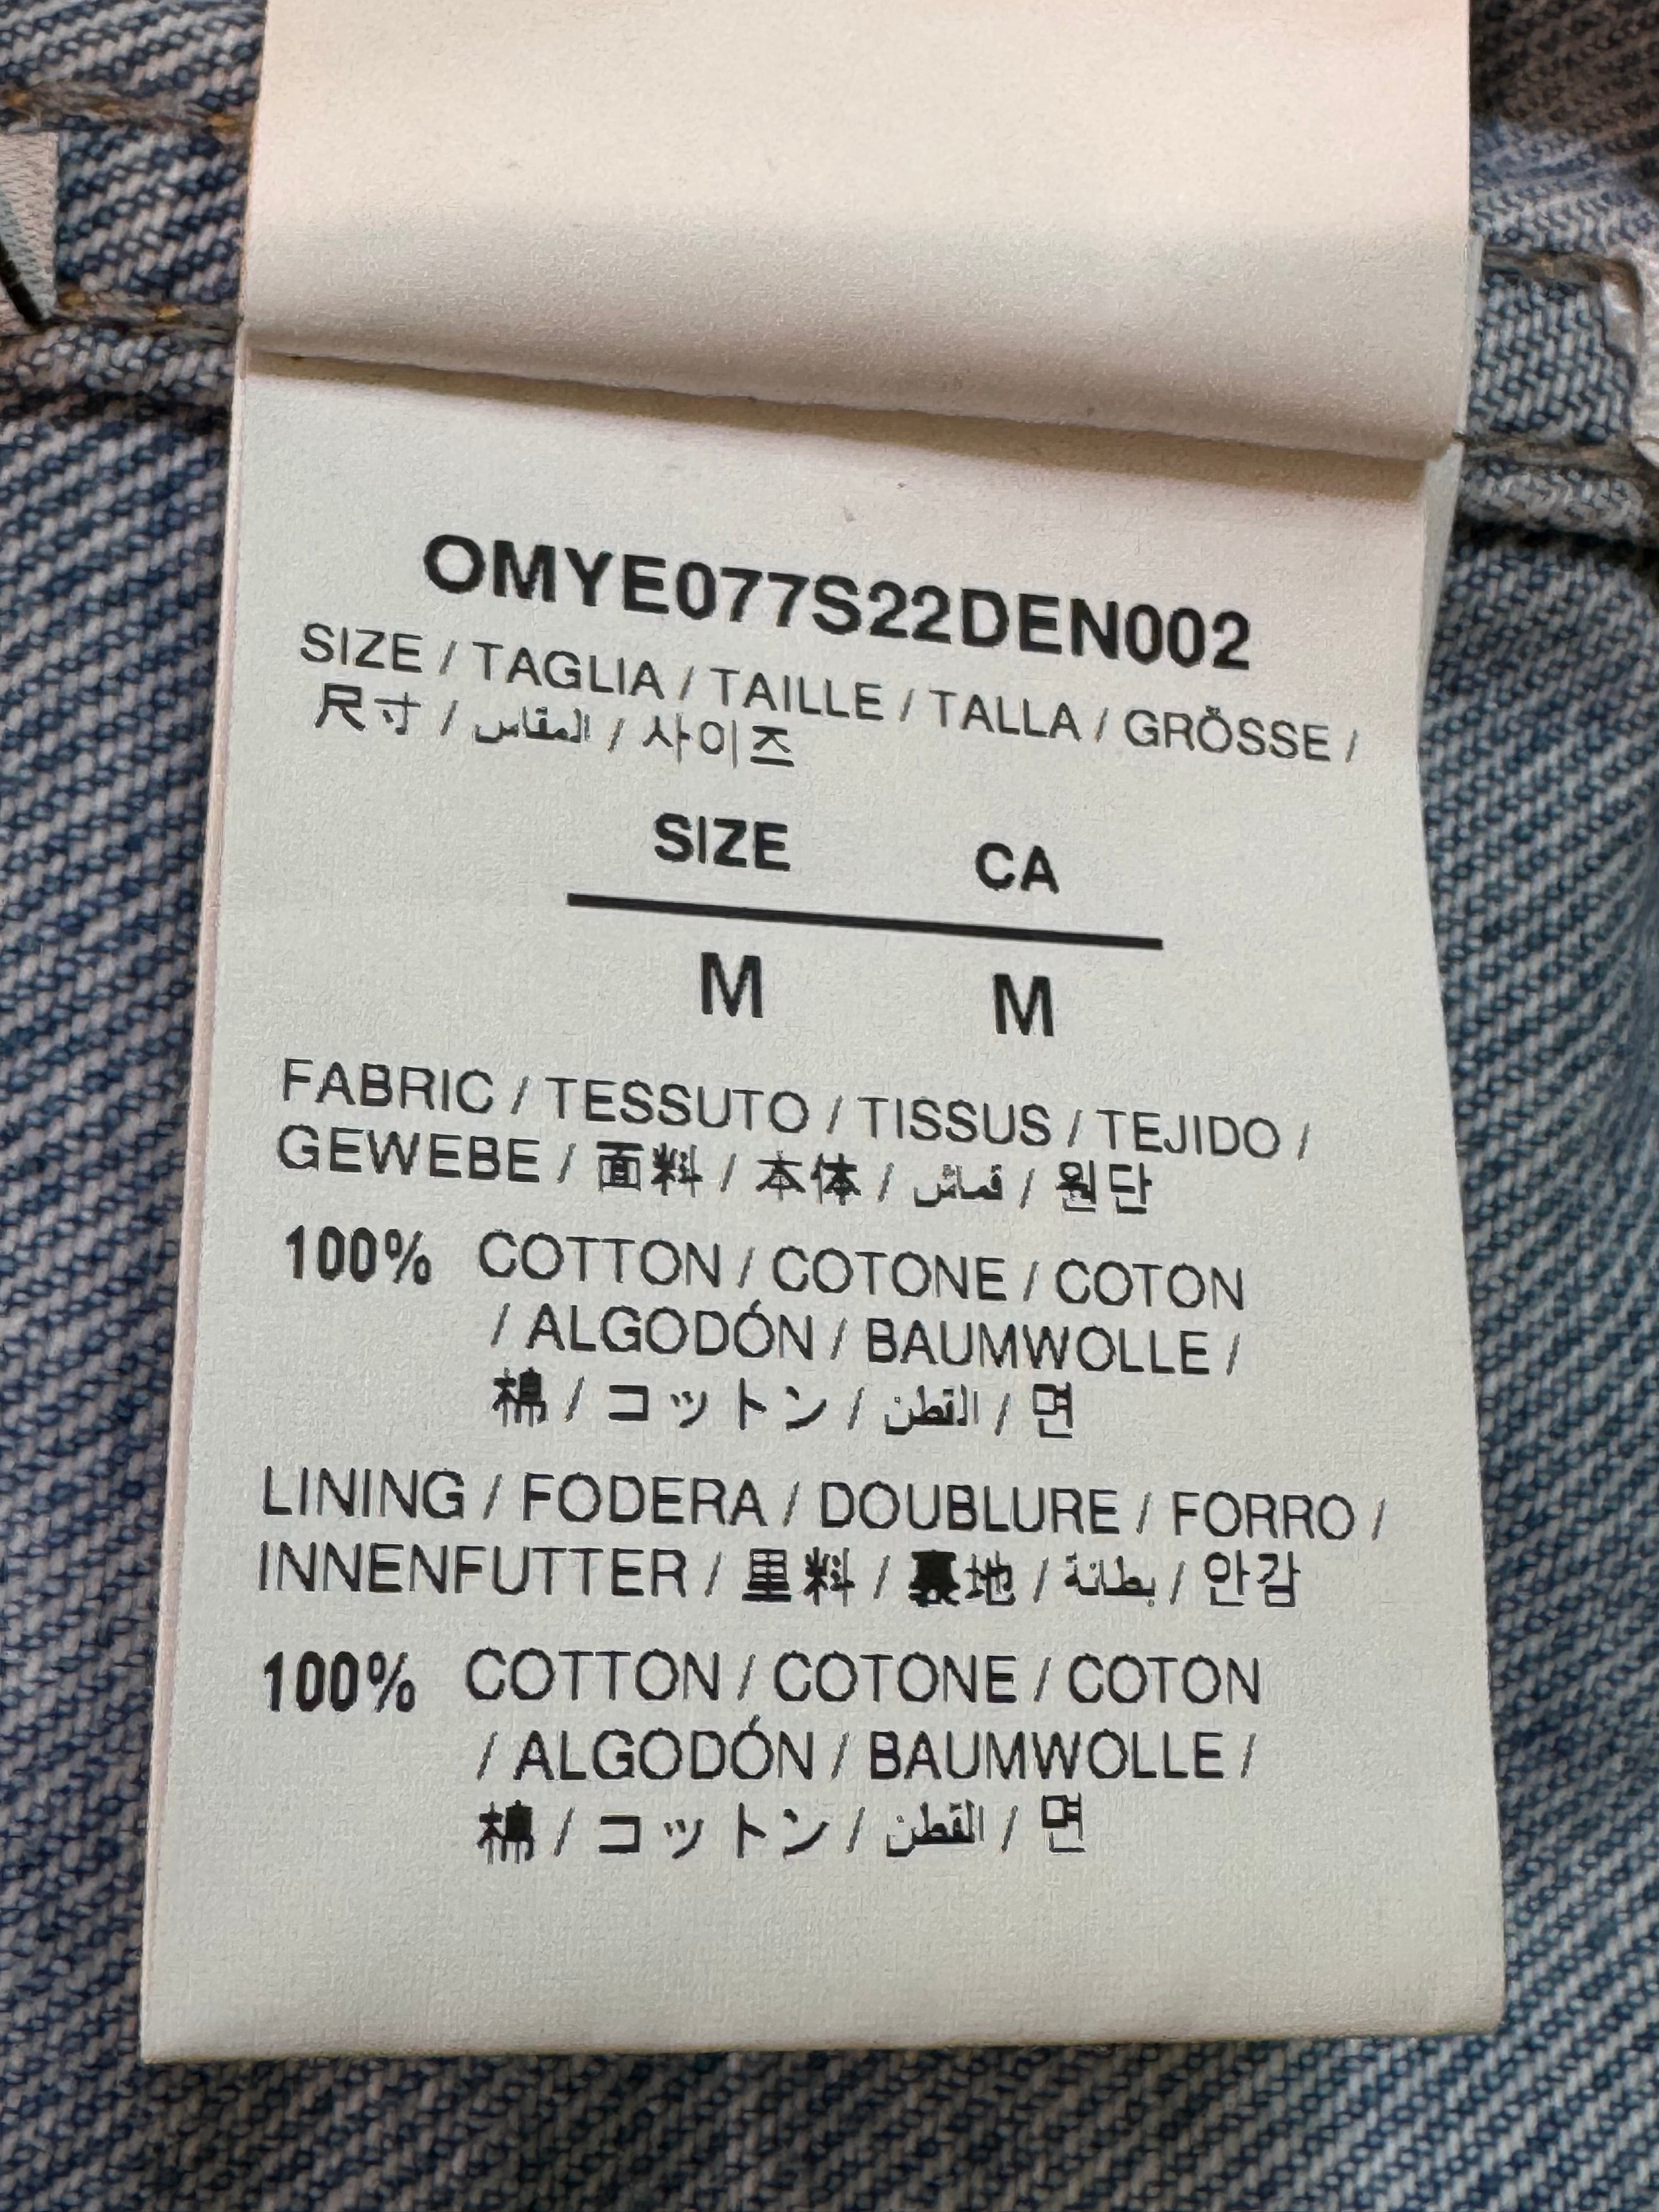 OMYE077S22DEN002
SIZE / TAGLIA / TAILLE / TALLA / GRÖSSE /
尺寸 / المقاس / 사이즈
SIZE CA
M M
FABRIC / TESSUTO / TISSUS / TEJIDO /
GEWEBE / 面料 / 本体 / قماش / 원단
100% COTTON / COTONE / COTON
/ ALGODÓN / BAUMWOLLE /
棉 / コットン / القطن / 면
LINING / FODERA / DOUBLURE / FORRO /
INNENFUTTER / 里料 / 裏地 / بطانة / 안감
100% COTTON / COTONE / COTON
/ ALGODÓN / BAUMWOLLE /
棉 / コットン / القطن / 면